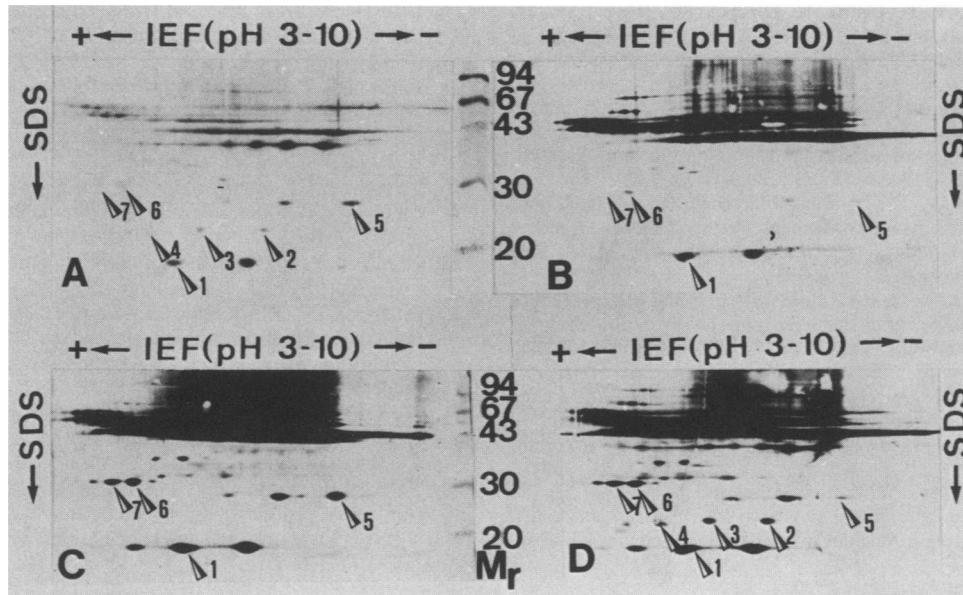 + ← IEF(pH 3-10) → −
+ ← IEF(pH 3-10) → −
← SDS
94
67
43
30
20
SDS →
7 6
5
4 3 2
1
A
7 6
5
1
B
+ ← IEF(pH 3-10) → −
+ ← IEF(pH 3-10) → −
← SDS
94
67
43
30
20
Mr
SDS →
7 6
5
1
C
7 6
5
4 3 2
1
D